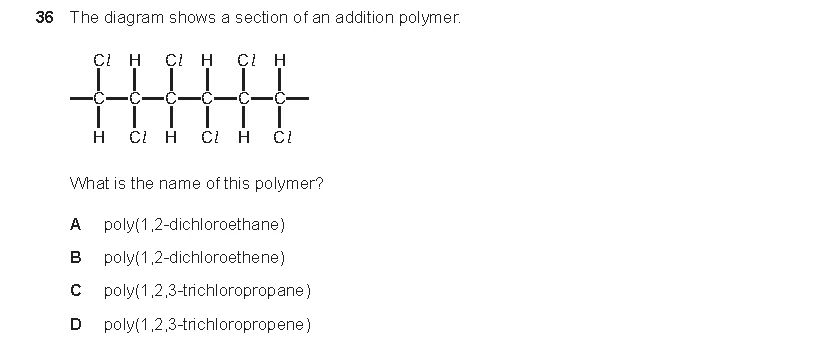 36 The diagram shows a section of an addition polymer.
Cl H Cl H Cl H
C C C C C C
H Cl H Cl H Cl
What is the name of this polymer?
A poly(1,2-dichloroethane)
B poly(1,2-dichloroethene)
C poly(1,2,3-trichloropropane)
D poly(1,2,3-trichloropropene)